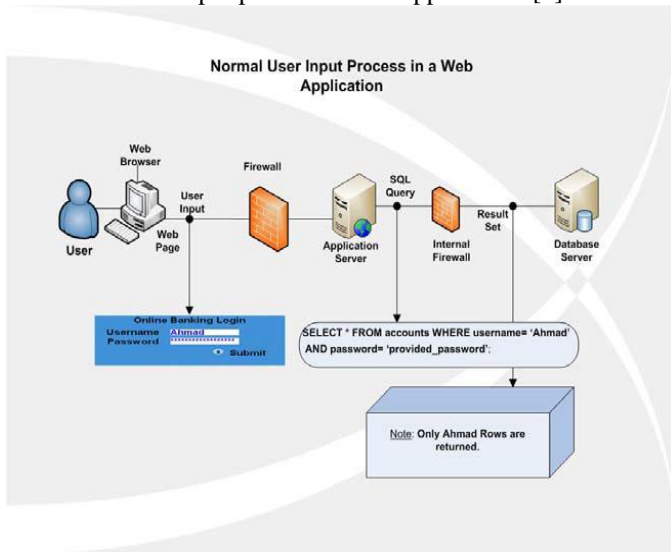 Normal User Input Process in a Web
Application
Web
Browser
User
Input
Web
Page
User
Firewall
Application
Server
SQL
Query
Internal
Firewall
Result
Set
Database
Server
Online Banking Login
Username Ahmad
Password ******************
Submit
SELECT * FROM accounts WHERE username= ‘Ahmad’
AND password= ‘provided_password’;
Note: Only Ahmad Rows are
returned.